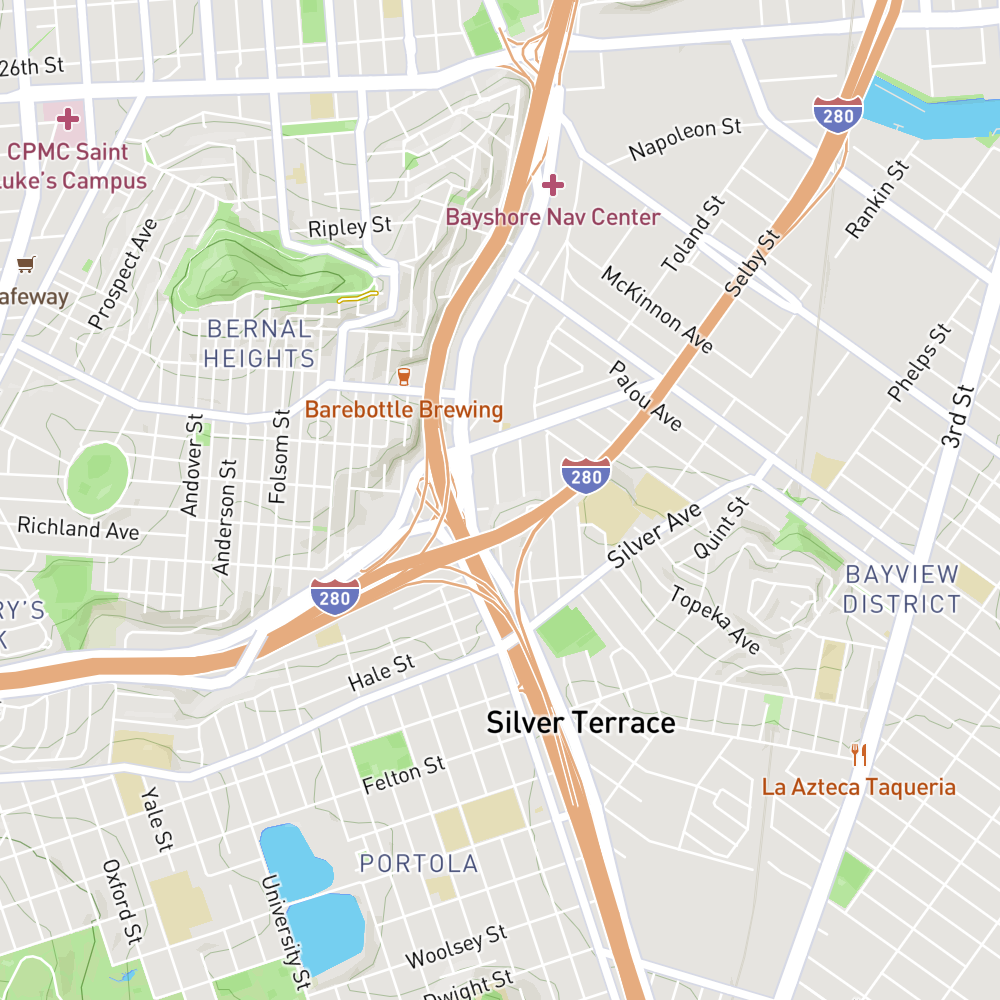 26th St
280
Napoleon St
CPMC Saint
Luke's Campus
Bayshore Nav Center
Rankin St
Ripley St
Toland St
Prospect Ave
Selby St
afeway
McKinnon Ave
BERNAL
HEIGHTS
Phelps St
Palou Ave
Barebottle Brewing
3rd St
Andover St
Folsom St
Anderson St
280
Richland Ave
Silver Ave
Quint St
280
BAYVIEW
DISTRICT
RY'S
K
Topeka Ave
Hale St
Silver Terrace
Felton St
La Azteca Taqueria
Yale St
PORTOLA
Oxford St
University St
Woolsey St
Dwight St